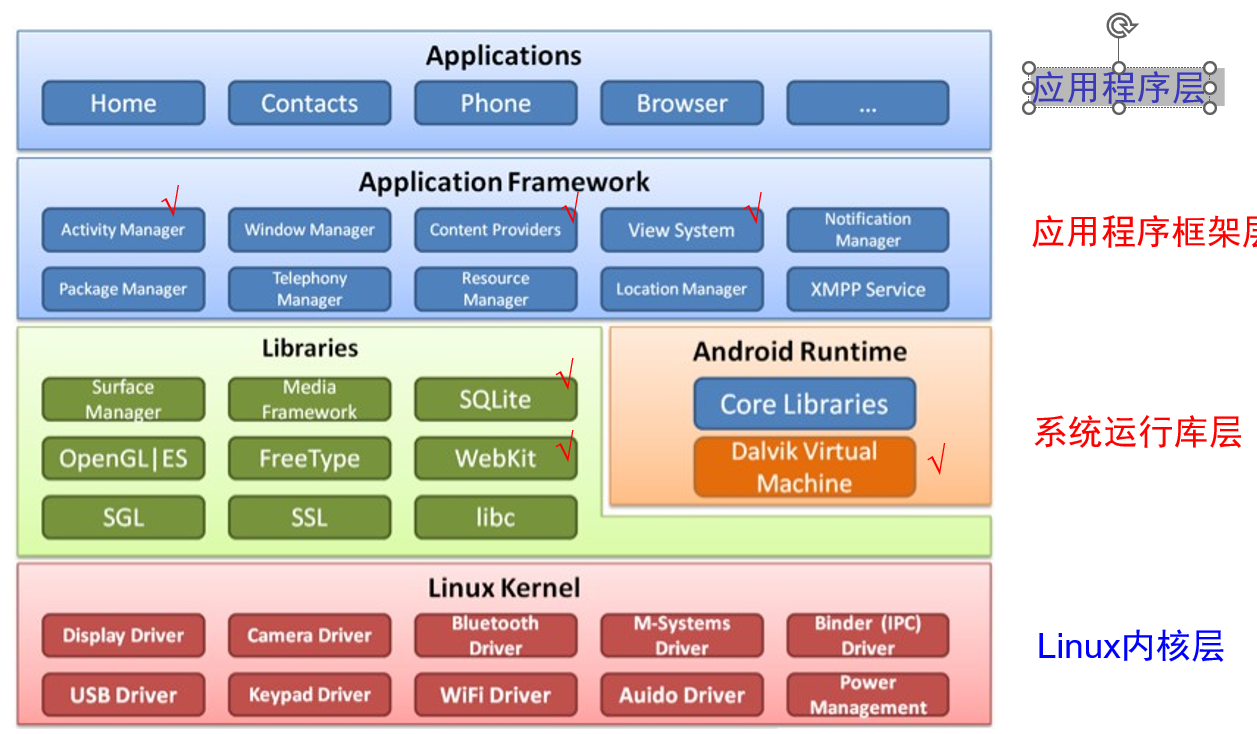 Applications
Home
Contacts
Phone
Browser
...
应用程序层
Application Framework
Activity Manager
Window Manager
Content Providers
View System
Notification
Manager
Package Manager
Telephony
Manager
Resource
Manager
Location Manager
XMPP Service
应用程序框架层
Libraries
Surface
Manager
Media
Framework
SQLite
OpenGL|ES
FreeType
WebKit
SGL
SSL
libc
Android Runtime
Core Libraries
Dalvik Virtual
Machine
系统运行库层
Linux Kernel
Display Driver
Camera Driver
Bluetooth
Driver
M-Systems
Driver
Binder (IPC)
Driver
USB Driver
Keypad Driver
WiFi Driver
Auido Driver
Power
Management
Linux内核层